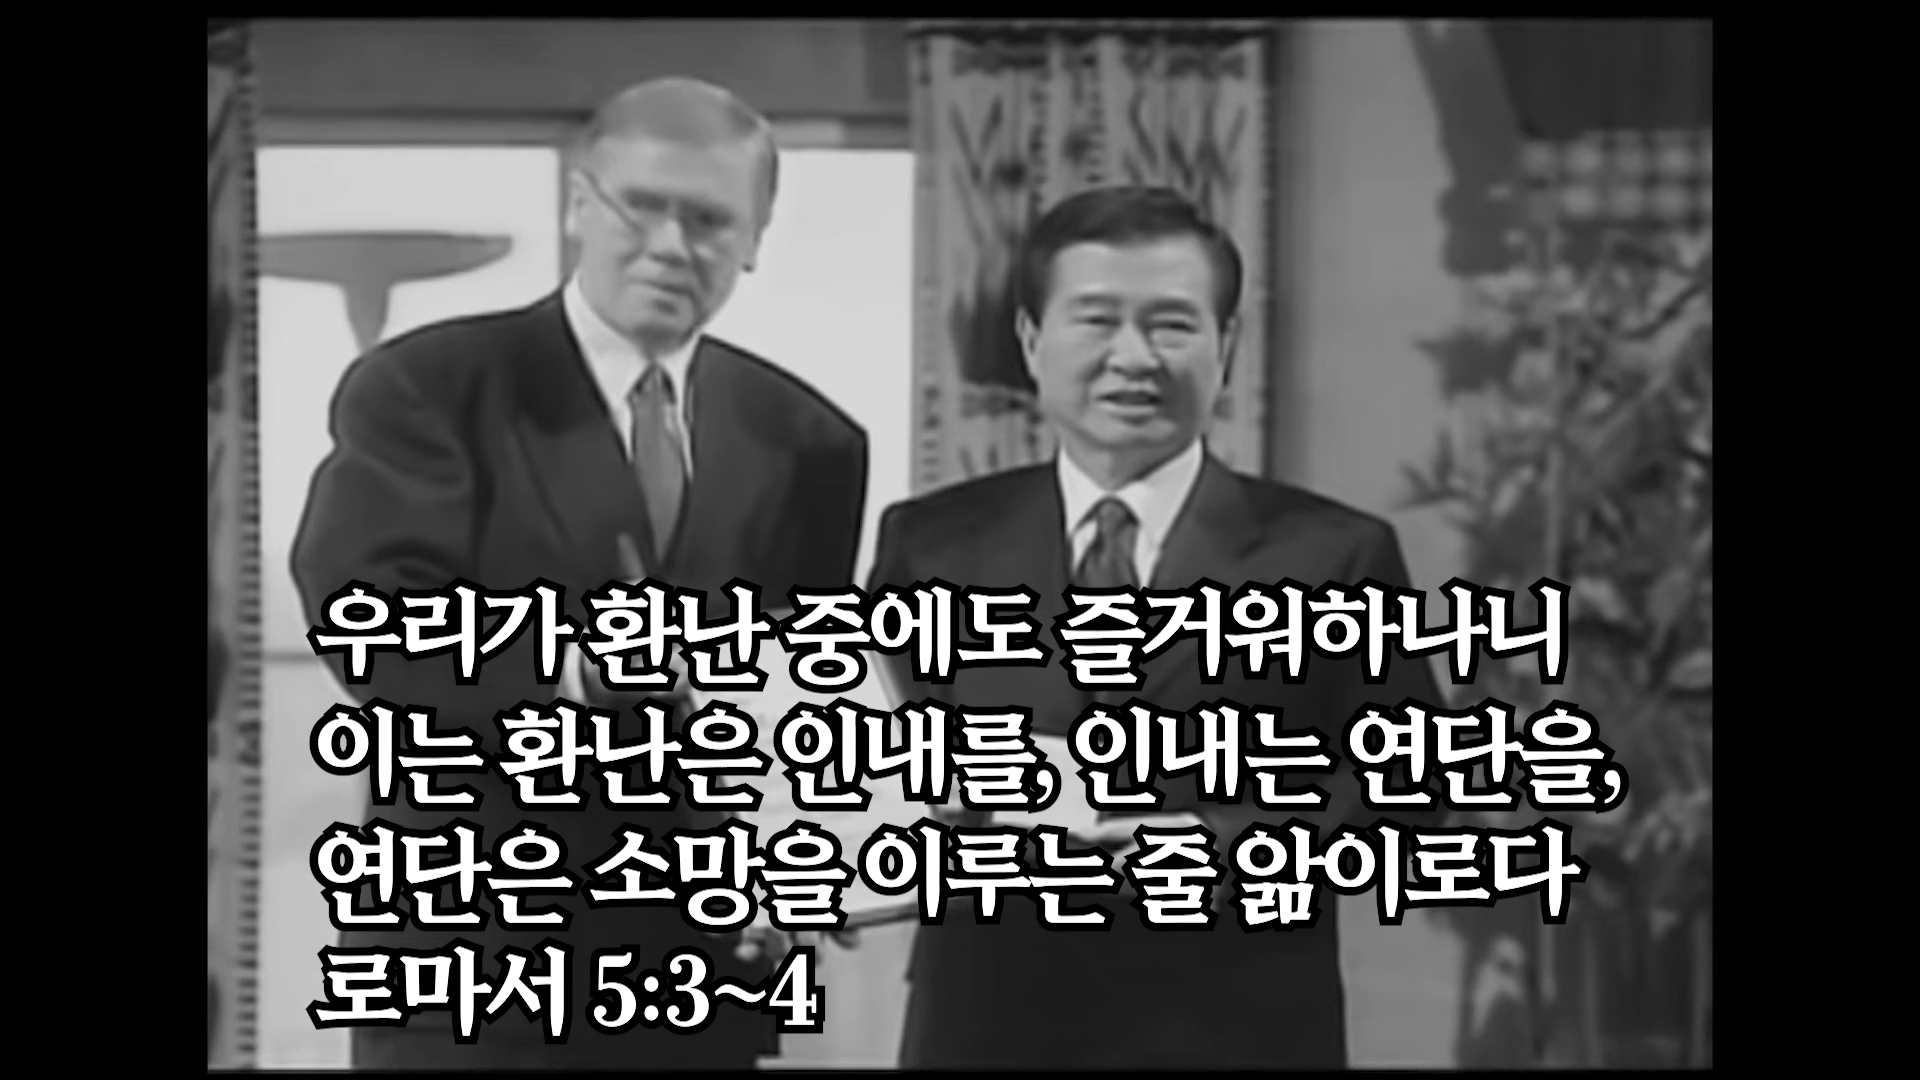 우리가 환난 중에도 즐거워하나니
이는 환난은 인내를, 인내는 연단을,
연단은 소망을 이루는 줄 앎이로다
로마서 5:3~4